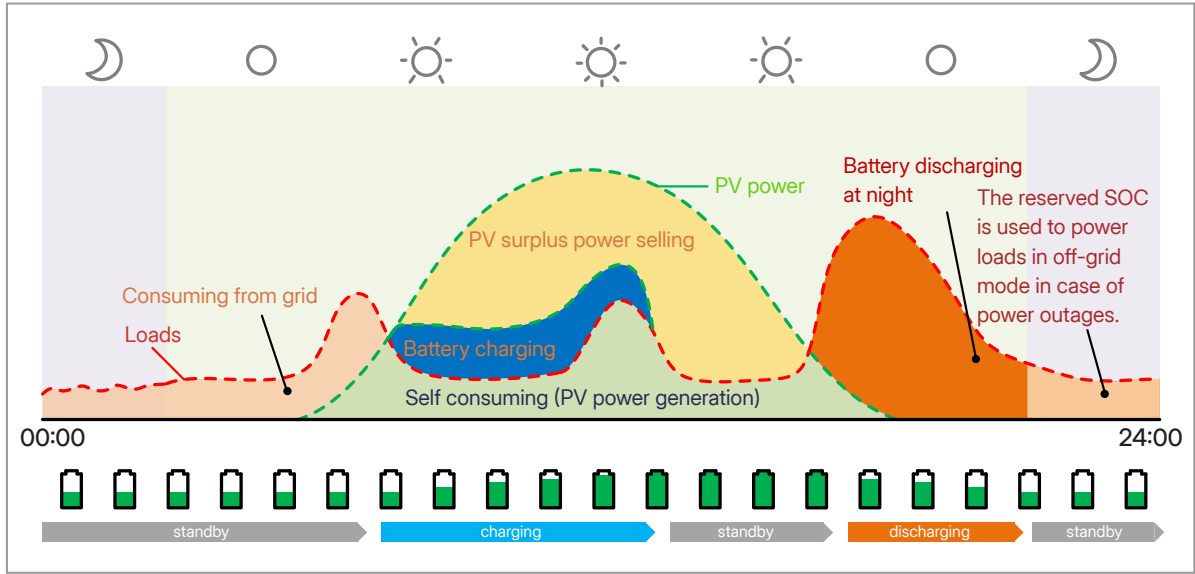 Battery discharging
at night
PV power
The reserved SOC
is used to power
loads in off-grid
mode in case of
power outages.
PV surplus power selling
Consuming from grid
Loads
Battery charging
Self consuming (PV power generation)
00:00
24:00
standby
charging
standby
discharging
standby